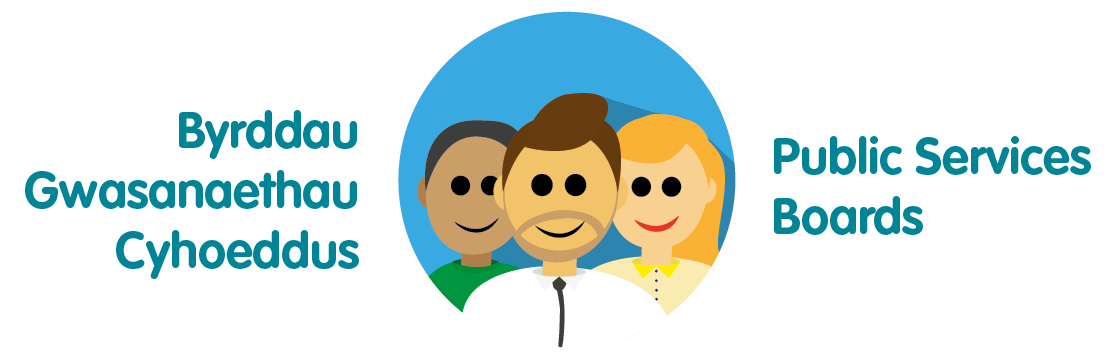 Byrddau
Gwasanaethau
Cyhoeddus
Public Services
Boards